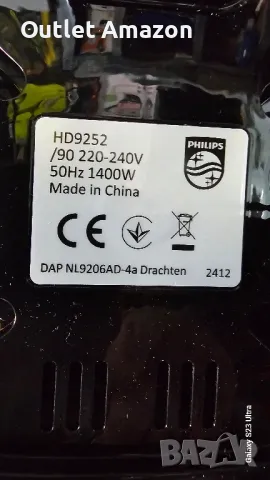 Outlet Amazon
HD9252
/90 220-240V
50Hz 1400W
Made in China
PHILIPS
CE
DAP NL9206AD-4a Drachten 2412
Galaxy S23 Ultra
BAZAR